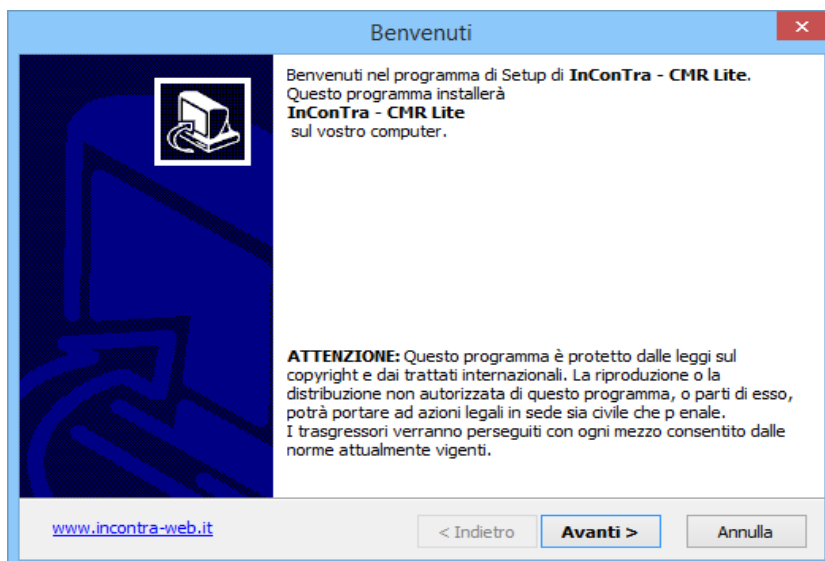 Benvenuti
Benvenuti nel programma di Setup di InConTra - CMR Lite.
Questo programma installerà
InConTra - CMR Lite
sul vostro computer.
ATTENZIONE: Questo programma è protetto dalle leggi sul
copyright e dai trattati internazionali. La riproduzione o la
distribuzione non autorizzata di questo programma, o parti di esso,
potrà portare ad azioni legali in sede sia civile che p enale.
I trasgressori verranno perseguiti con ogni mezzo consentito dalle
norme attualmente vigenti.
www.incontra-web.it
< Indietro
Avanti >
Annulla